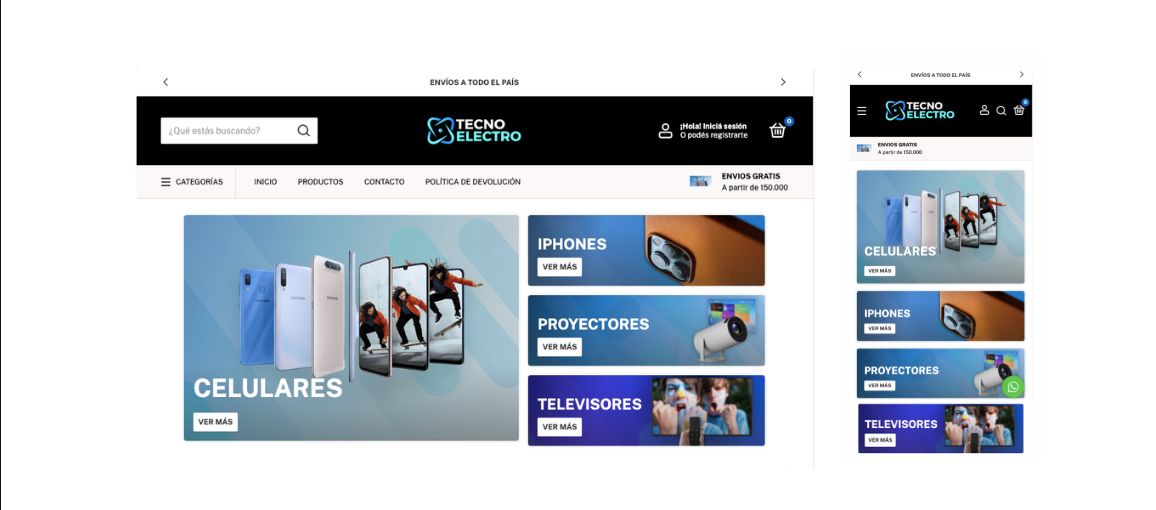 ENVÍOS A TODO EL PAÍS
¿Qué estás buscando?
TECNO
ELECTRO
¡Hola! Iniciá sesión
O podés registrarte
0
CATEGORÍAS
INICIO
PRODUCTOS
CONTACTO
POLÍTICA DE DEVOLUCIÓN
ENVIOS GRATIS
A partir de 150.000
SAMSUNG
CELULARES
VER MÁS
IPHONES
VER MÁS
PROYECTORES
VER MÁS
TELEVISORES
VER MÁS
ENVÍOS A TODO EL PAÍS
TECNO
ELECTRO
0
ENVIOS GRATIS
A partir de 150.000
CELULARES
VER MÁS
IPHONES
VER MÁS
PROYECTORES
VER MÁS
TELEVISORES
VER MÁS